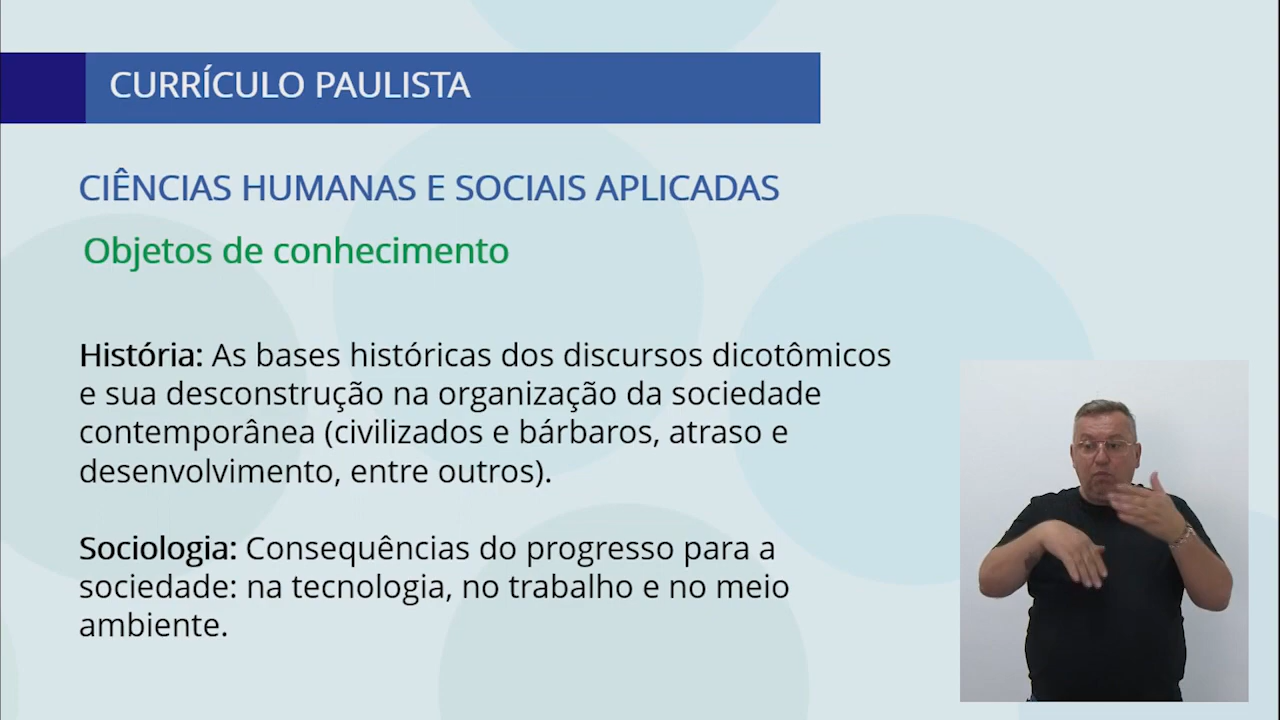 CURRÍCULO PAULISTA
CIÊNCIAS HUMANAS E SOCIAIS APLICADAS
Objetos de conhecimento
História: As bases históricas dos discursos dicotômicos
e sua desconstrução na organização da sociedade
contemporânea (civilizados e bárbaros, atraso e
desenvolvimento, entre outros).
Sociologia: Consequências do progresso para a
sociedade: na tecnologia, no trabalho e no meio
ambiente.